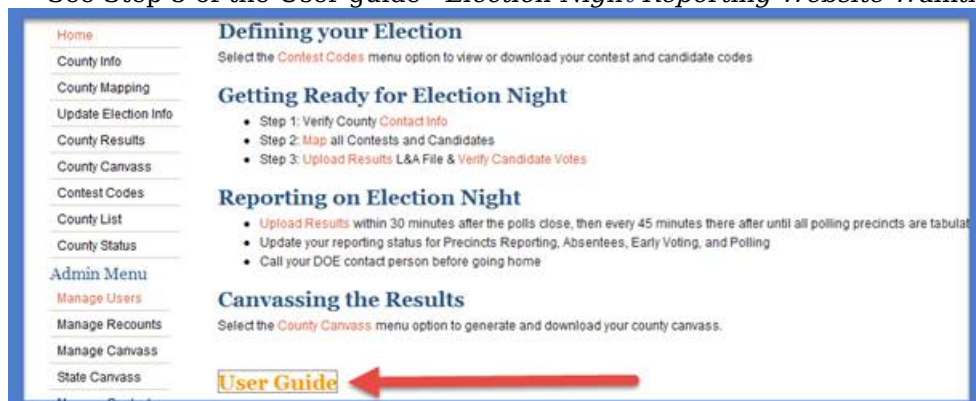 See Step 3 of the User guide
Home
County Info
County Mapping
Update Election Info
County Results
County Canvass
Contest Codes
County List
County Status
Admin Menu
Manage Users
Manage Recounts
Manage Canvass
State Canvass
Defining your Election
Select the Contest Codes menu option to view or download your contest and candidate codes
Getting Ready for Election Night
• Step 1: Verify County Contact Info
• Step 2: Map all Contests and Candidates
• Step 3: Upload Results L&A File & Verify Candidate Votes
Reporting on Election Night
• Upload Results within 30 minutes after the polls close, then every 45 minutes there after until all polling precincts are tabulat
• Update your reporting status for Precincts Reporting, Absentees, Early Voting, and Polling
• Call your DOE contact person before going home
Canvassing the Results
Select the County Canvass menu option to generate and download your county canvass.
User Guide